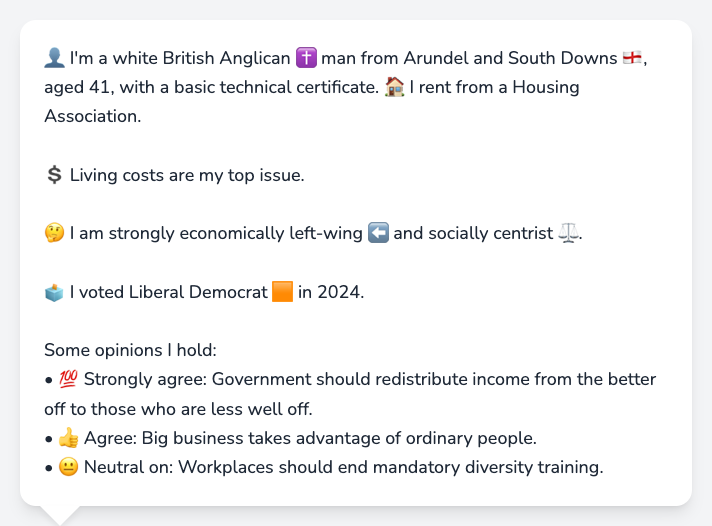 👤 I'm a white British Anglican ✝️ man from Arundel and South Downs 🏴󠁧󠁢󠁥󠁮󠁧󠁿,
aged 41, with a basic technical certificate. 🏠 I rent from a Housing
Association.
💲 Living costs are my top issue.
🤔 I am strongly economically left-wing ⬅️ and socially centrist ⚖️.
🗳️ I voted Liberal Democrat 🟧 in 2024.
Some opinions I hold:
• 💯 Strongly agree: Government should redistribute income from the better
off to those who are less well off.
• 👍 Agree: Big business takes advantage of ordinary people.
• 😐 Neutral on: Workplaces should end mandatory diversity training.